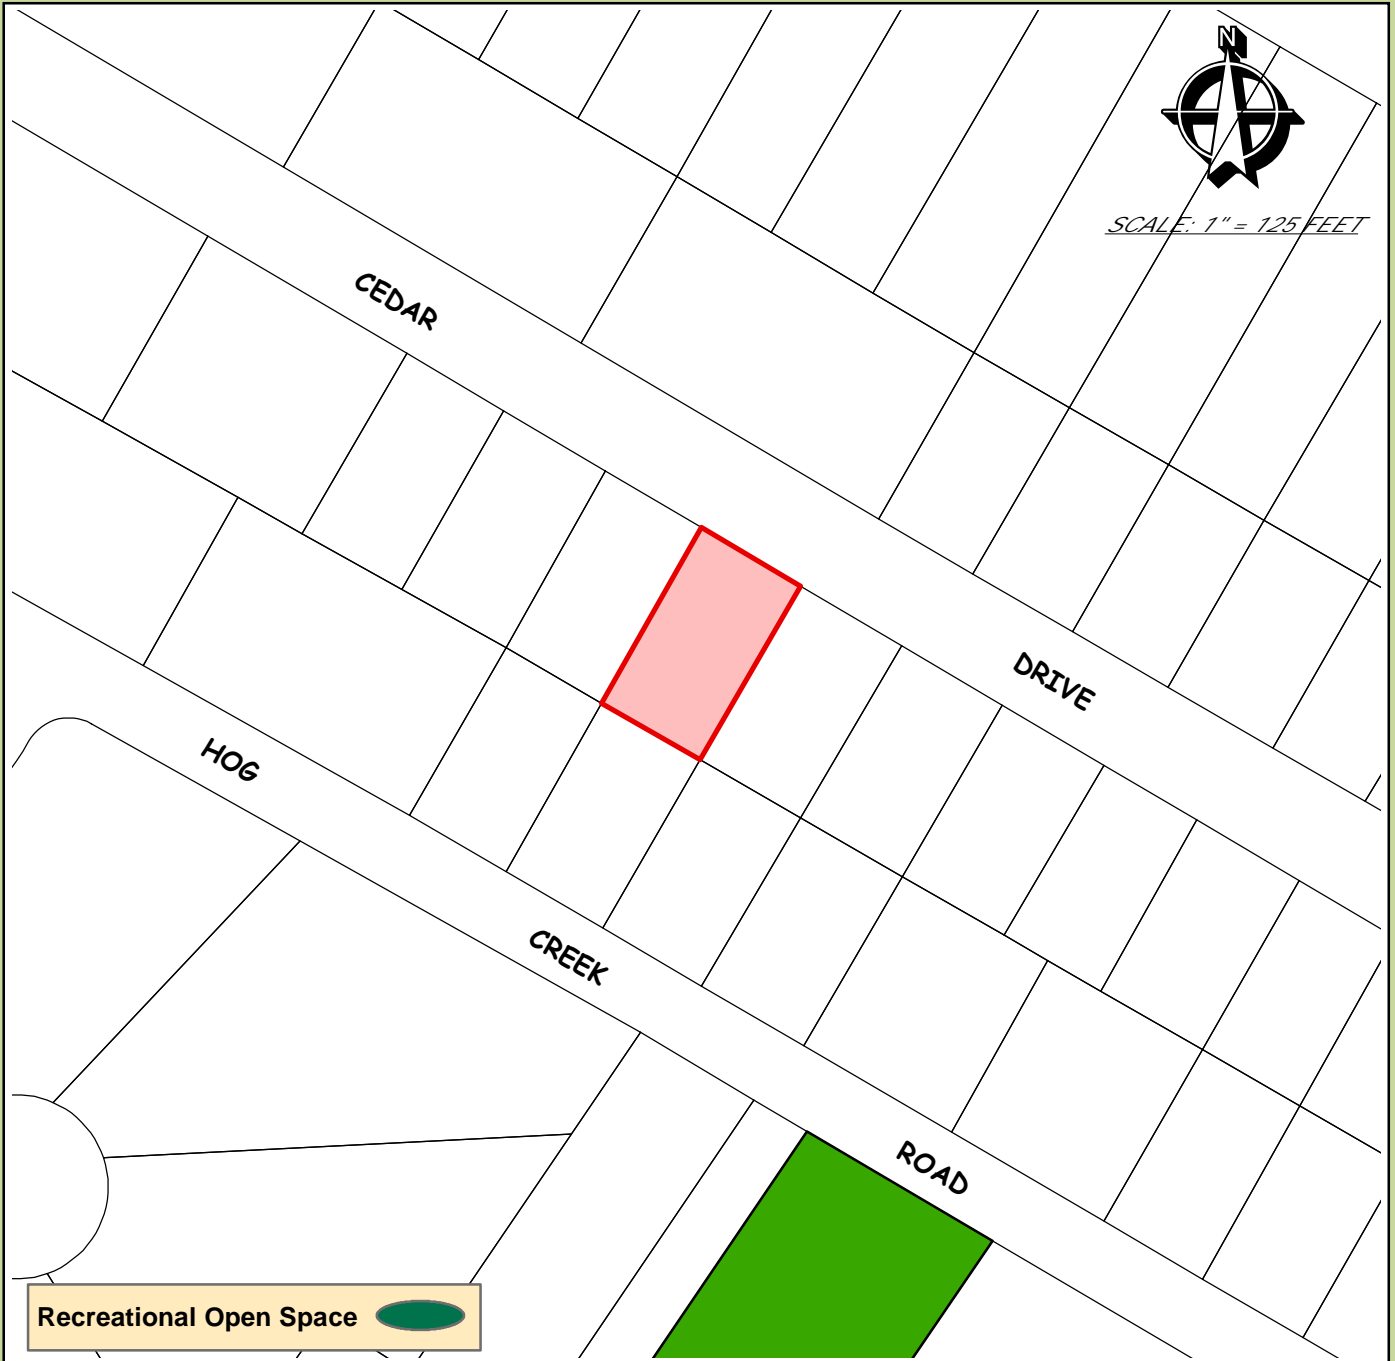 N
SCALE: 1" = 125 FEET
CEDAR
DRIVE
HOG
CREEK
ROAD
Recreational Open Space